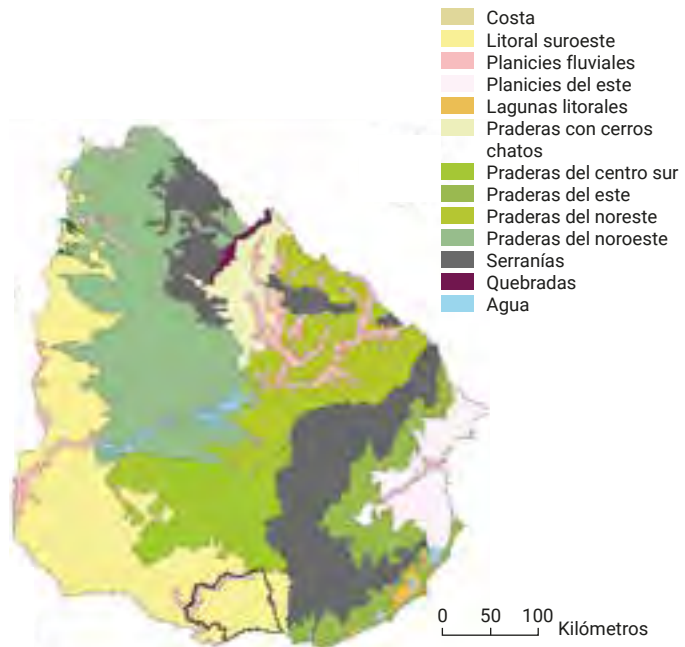 Costa
Litoral suroeste
Planicies fluviales
Planicies del este
Lagunas litorales
Praderas con cerros
chatos
Praderas del centro sur
Praderas del este
Praderas del noreste
Praderas del noroeste
Serranías
Quebradas
Agua
0 50 100 Kilómetros